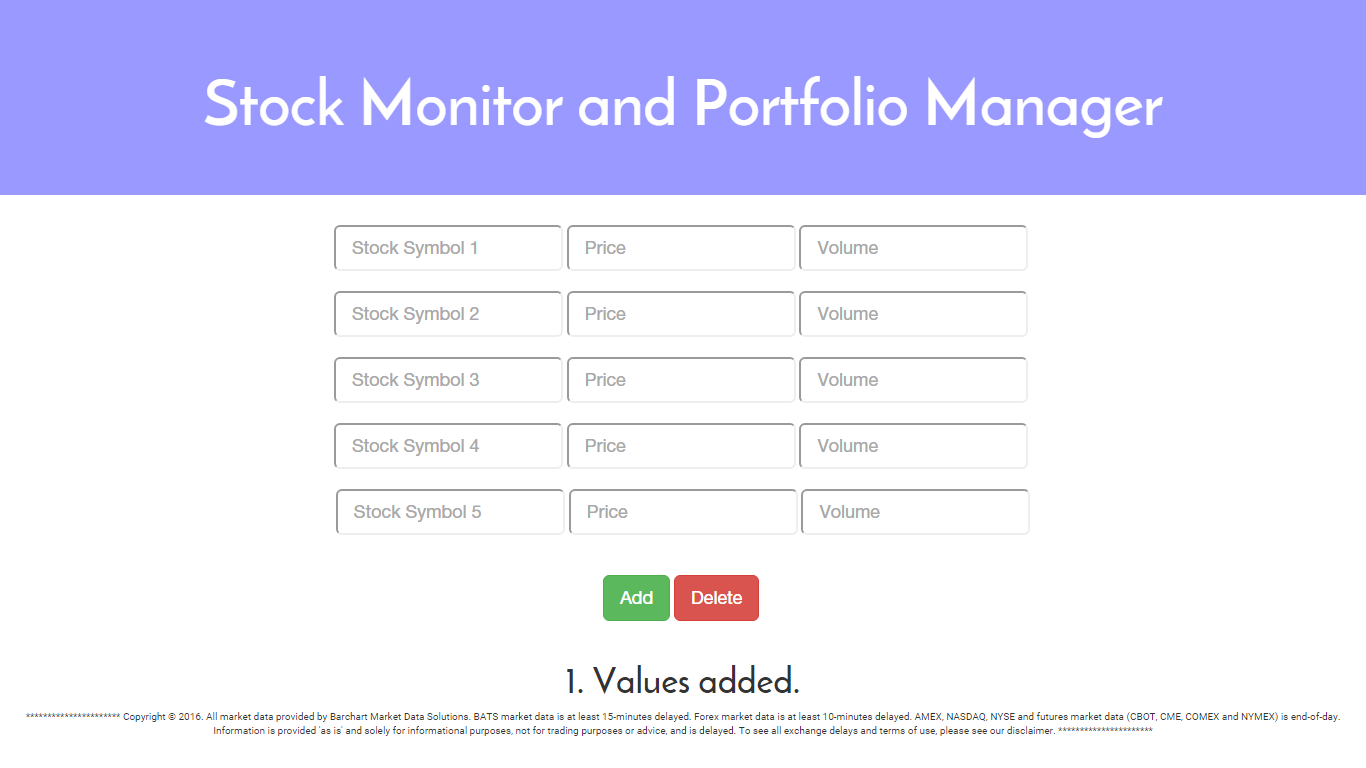 Stock Monitor and Portfolio Manager
Stock Symbol 1 Price Volume
Stock Symbol 2 Price Volume
Stock Symbol 3 Price Volume
Stock Symbol 4 Price Volume
Stock Symbol 5 Price Volume
Add Delete
1. Values added.
********************** Copyright © 2016. All market data provided by Barchart Market Data Solutions. BATS market data is at least 15-minutes delayed. Forex market data is at least 10-minutes delayed. AMEX, NASDAQ, NYSE and futures market data (CBOT, CME, COMEX and NYMEX) is end-of-day.
Information is provided 'as is' and solely for informational purposes, not for trading purposes or advice, and is delayed. To see all exchange delays and terms of use, please see our disclaimer. **********************